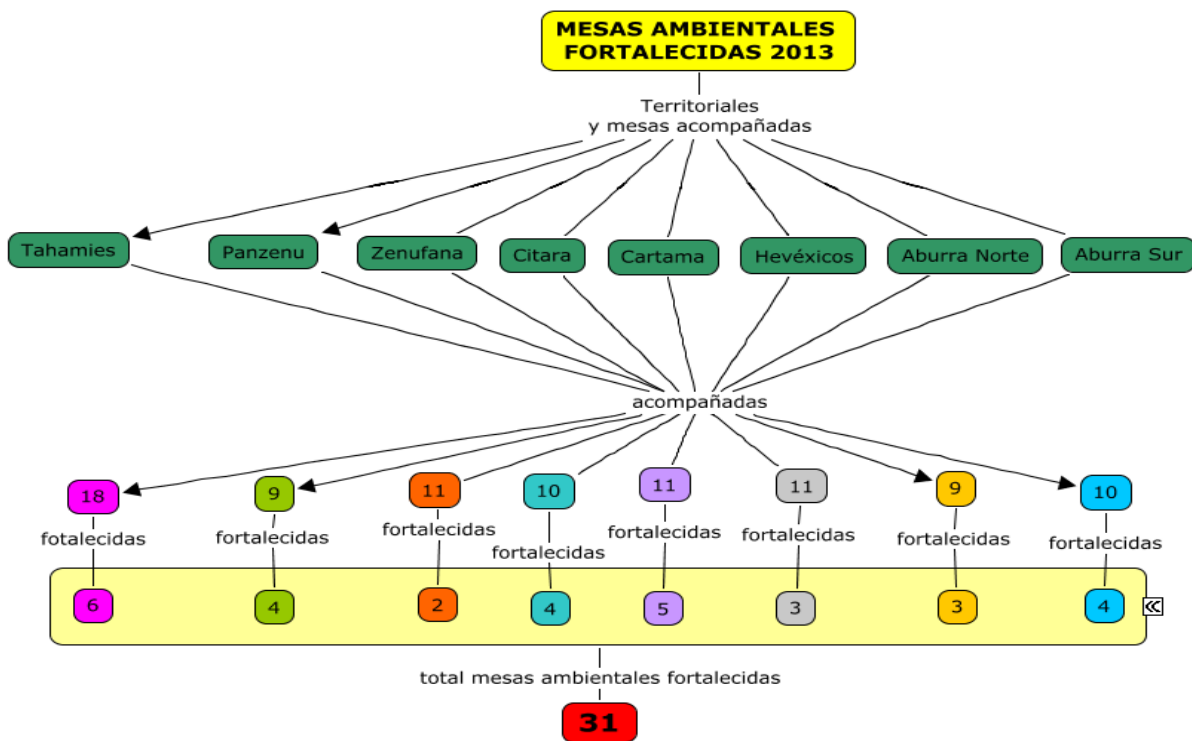 MESAS AMBIENTALES
FORTALECIDAS 2013
Territoriales
y mesas acompañadas
Tahamies
Panzenu
Zenufana
Citara
Cartama
Hevéxicos
Aburra Norte
Aburra Sur
acompañadas
18
9
11
10
11
11
9
10
fotalecidas
fortalecidas
fortalecidas
fortalecidas
fortalecidas
fortalecidas
fortalecidas
fortalecidas
6
4
2
4
5
3
3
4
total mesas ambientales fortalecidas
31